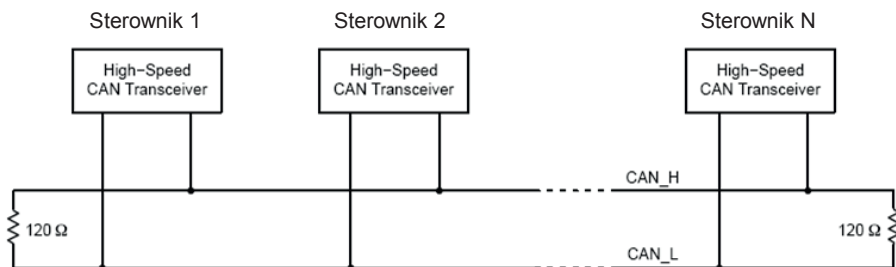 Sterownik 1
Sterownik 2
Sterownik N
High–Speed
CAN Transceiver
High–Speed
CAN Transceiver
High–Speed
CAN Transceiver
CAN_H
120 Ω
120 Ω
CAN_L